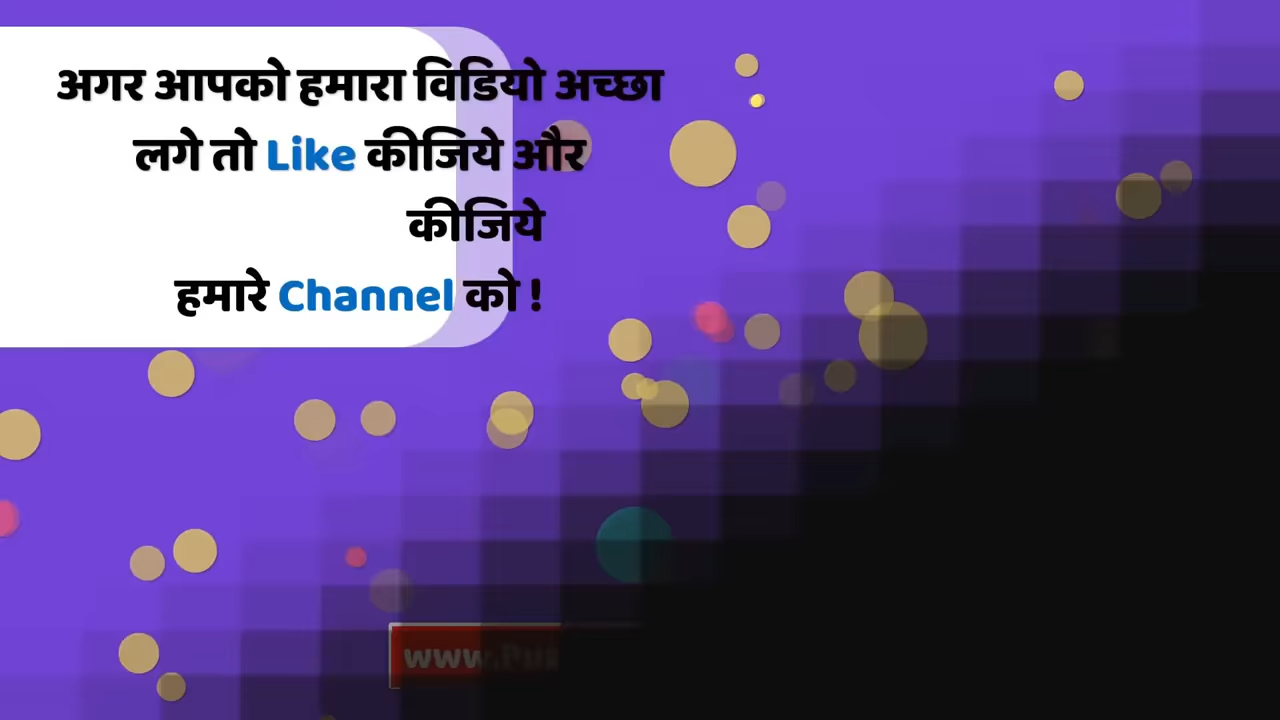 अगर आपको हमारा विडियो अच्छा
लगे तो Like कीजिये और
कीजिये
हमारे Channel को !